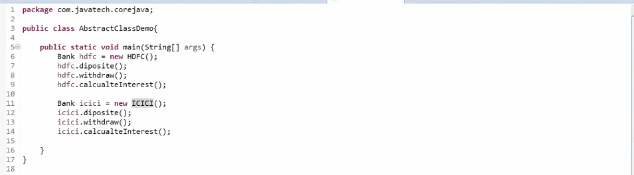 1 package com.javatech.corejava;
2
3 public class AbstractClassDemo{
4
5 public static void main(String[] args) {
6 Bank hdfc = new HDFC();
7 hdfc.diposite();
8 hdfc.withdraw();
9 hdfc.calcualteInterest();
10
11 Bank icici = new ICICI();
12 icici.diposite();
13 icici.withdraw();
14 icici.calcualteInterest();
15
16 }
17 }
18